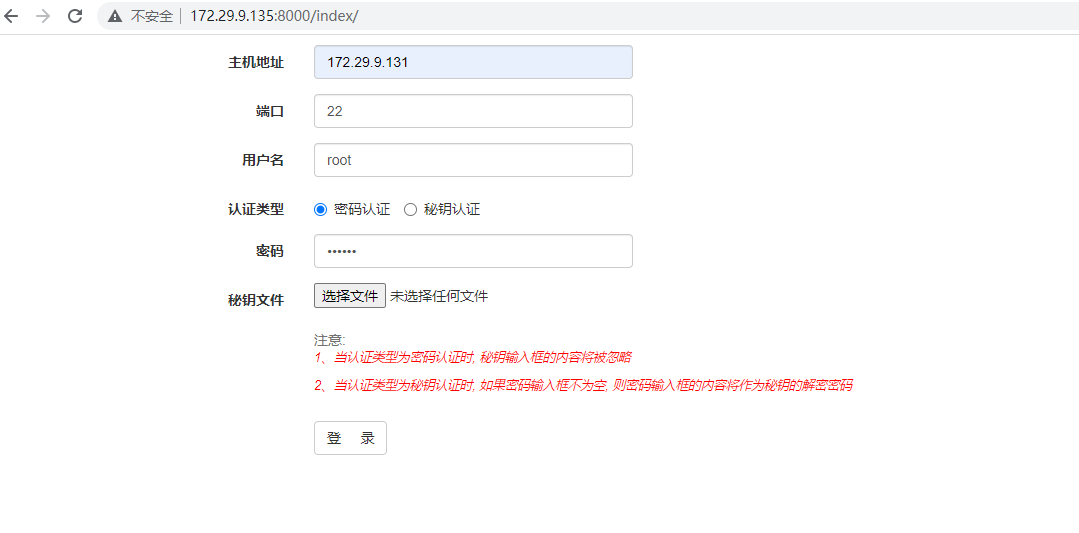 不安全 172.29.9.135:8000/index/
主机地址 172.29.9.131
端口 22
用户名 root
认证类型 密码认证 秘钥认证
密码 ••••••
秘钥文件 选择文件 未选择任何文件
注意:
1、当认证类型为密码认证时, 秘钥输入框的内容将被忽略
2、当认证类型为秘钥认证时, 如果密码输入框不为空, 则密码输入框的内容将作为秘钥的解密密码
登 录